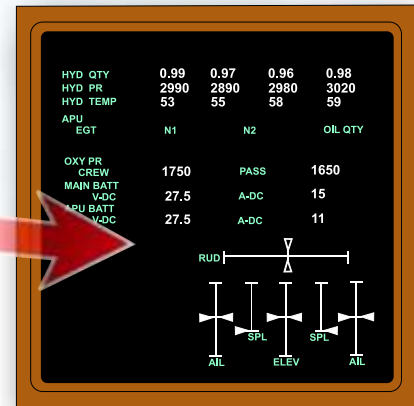 HYD QTY 0.99 0.97 0.96 0.98
HYD PR 2990 2890 2980 3020
HYD TEMP 53 55 58 59
APU
EGT N1 N2 OIL QTY
OXY PR
CREW 1750 PASS 1650
MAIN BATT
V-DC 27.5 A-DC 15
APU BATT
V-DC 27.5 A-DC 11
RUD
SPL SPL
AIL ELEV AIL